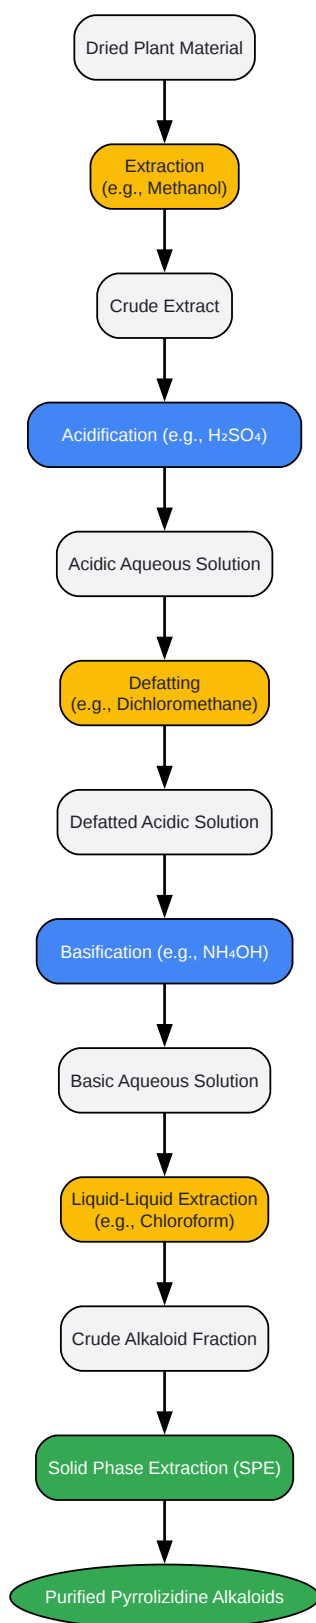 Dried Plant Material
Extraction
(e.g., Methanol)
Crude Extract
Acidification (e.g., H₂SO₄)
Acidic Aqueous Solution
Defatting
(e.g., Dichloromethane)
Defatted Acidic Solution
Basification (e.g., NH₄OH)
Basic Aqueous Solution
Liquid-Liquid Extraction
(e.g., Chloroform)
Crude Alkaloid Fraction
Solid Phase Extraction (SPE)
Purified Pyrrolizidine Alkaloids